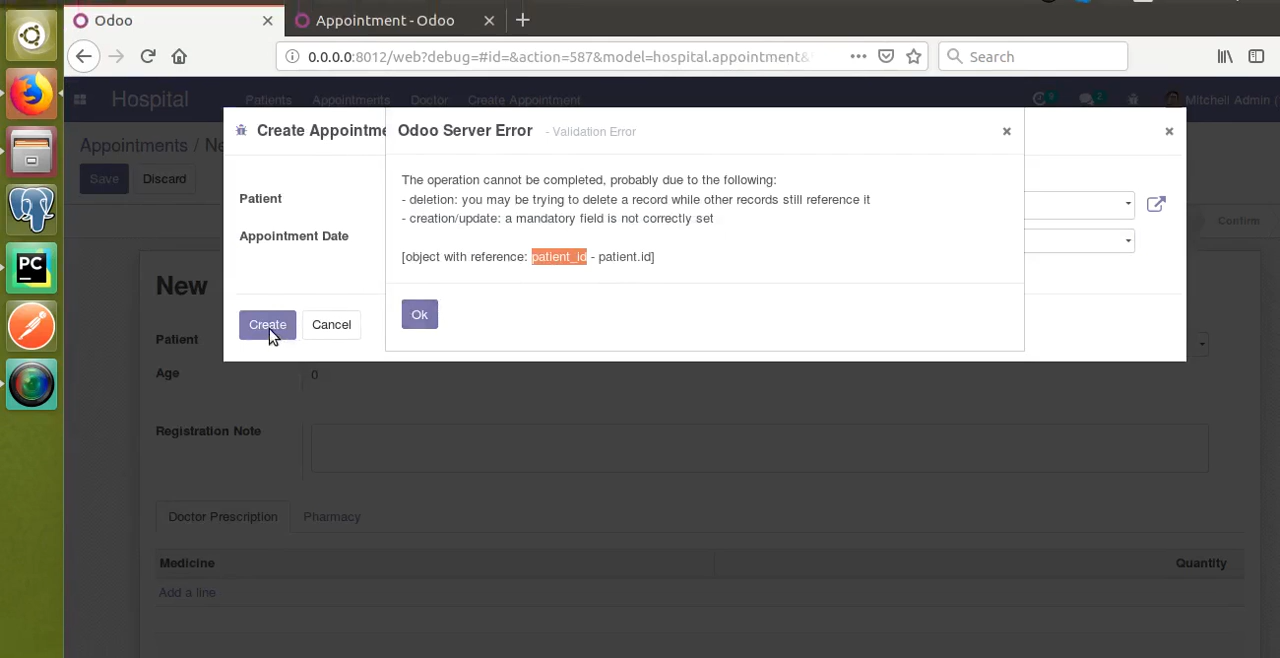 Odoo
Appointment - Odoo
0.0.0.0:8012/web?debug=#id=&action=587&model=hospital.appointment&
Search
Hospital
Patients
Appointments
Doctor
Create Appointment
Mitchell Admin (
Appointments / Ne
Save
Discard
Confirm
Create Appointme
Odoo Server Error
- Validation Error
The operation cannot be completed, probably due to the following:
- deletion: you may be trying to delete a record while other records still reference it
- creation/update: a mandatory field is not correctly set
[object with reference: patient_id - patient.id]
Ok
Patient
Appointment Date
Create
Cancel
New
Patient
Age
0
Registration Note
Doctor Prescription
Pharmacy
Medicine
Quantity
Add a line
PC